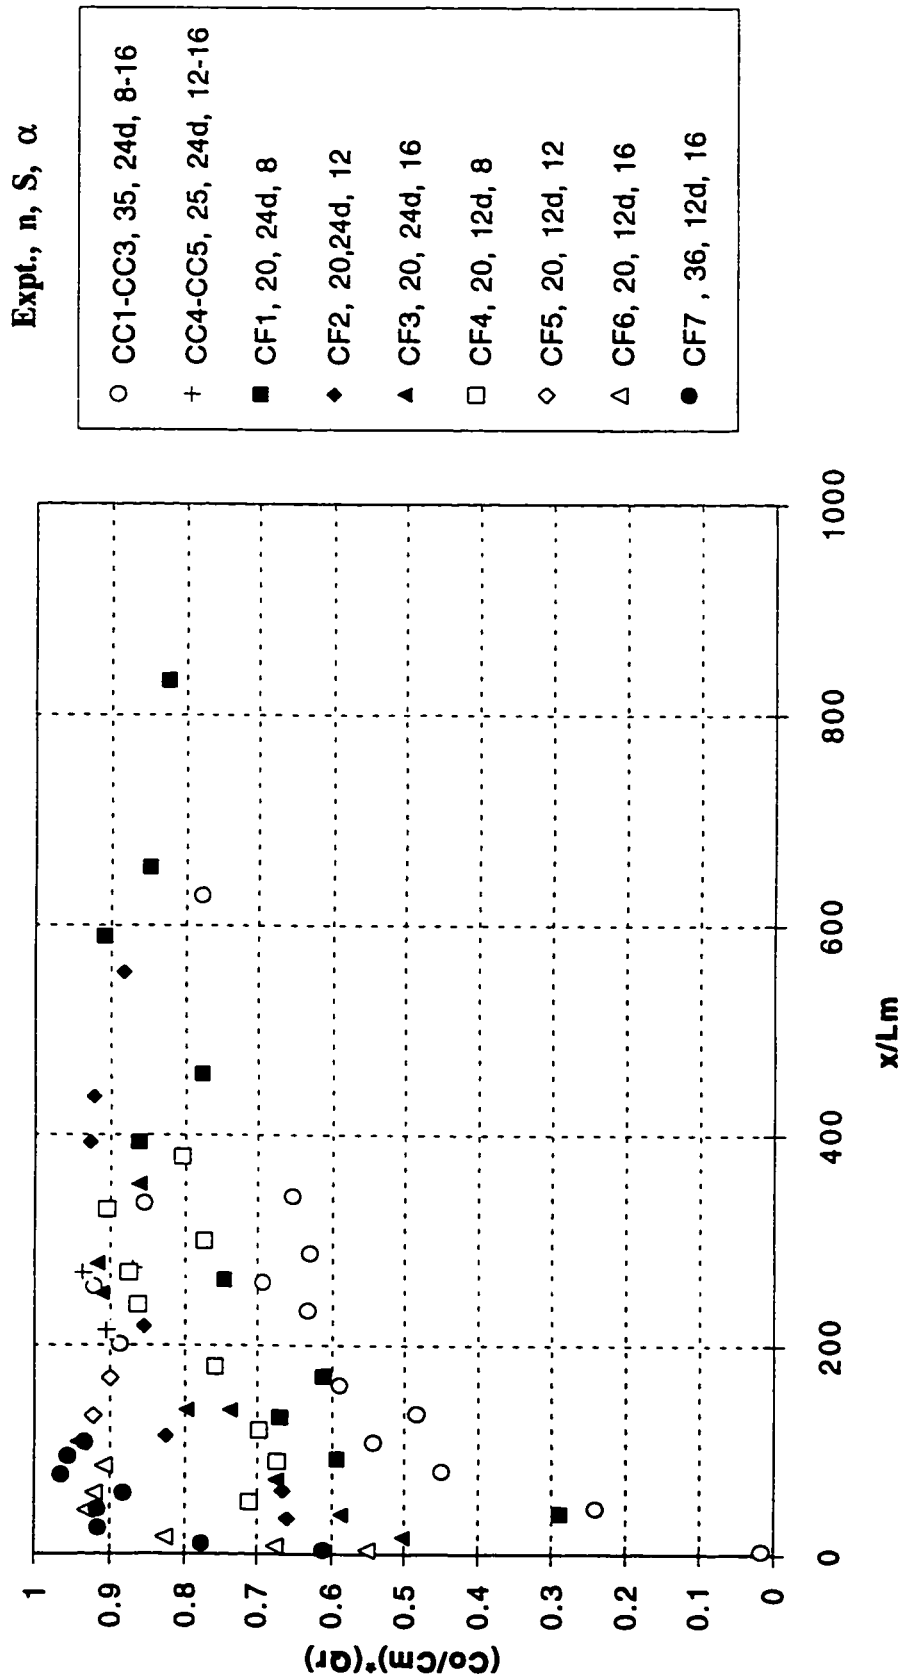 Expt., n, S, α
CC1-CC3, 35, 24d, 8-16
CC4-CC5, 25, 24d, 12-16
CF1, 20, 24d, 8
CF2, 20,24d, 12
CF3, 20, 24d, 16
CF4, 20, 12d, 8
CF5, 20, 12d, 12
CF6, 20, 12d, 16
CF7 , 36, 12d, 16
(Co/Cm)*(Qr)
1
0.9
0.8
0.7
0.6
0.5
0.4
0.3
0.2
0.1
0
0 200 400 600 800 1000
x/Lm